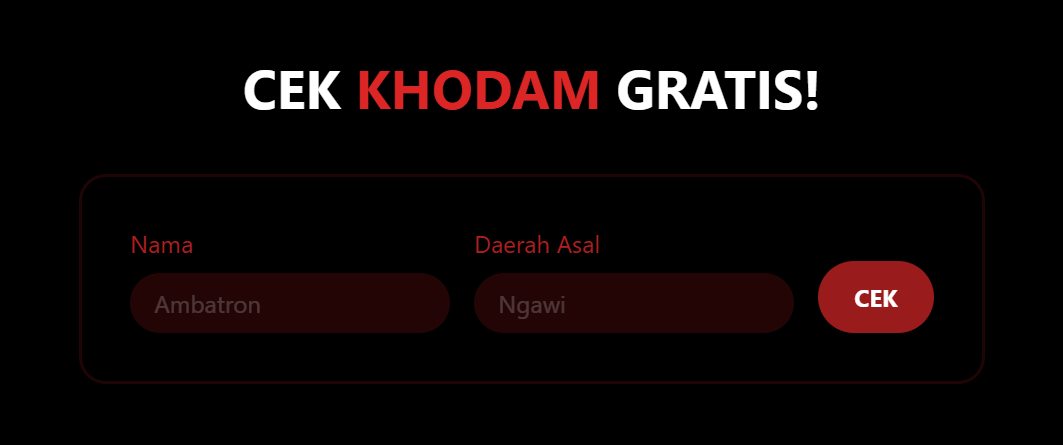 CEK KHODAM GRATIS!
Nama
Daerah Asal
Ambatron
Ngawi
CEK